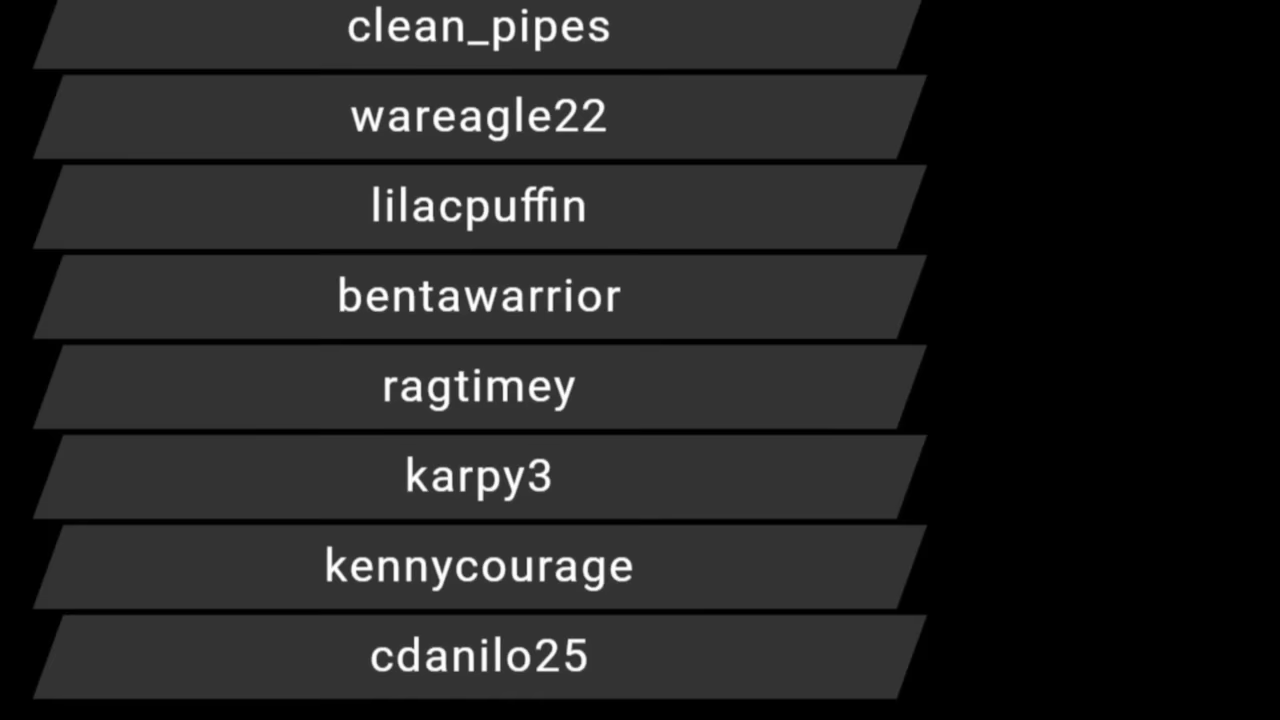 clean_pipes
wareagle22
lilacpuffin
bentawarrior
ragtimey
karpy3
kennycourage
cdanilo25